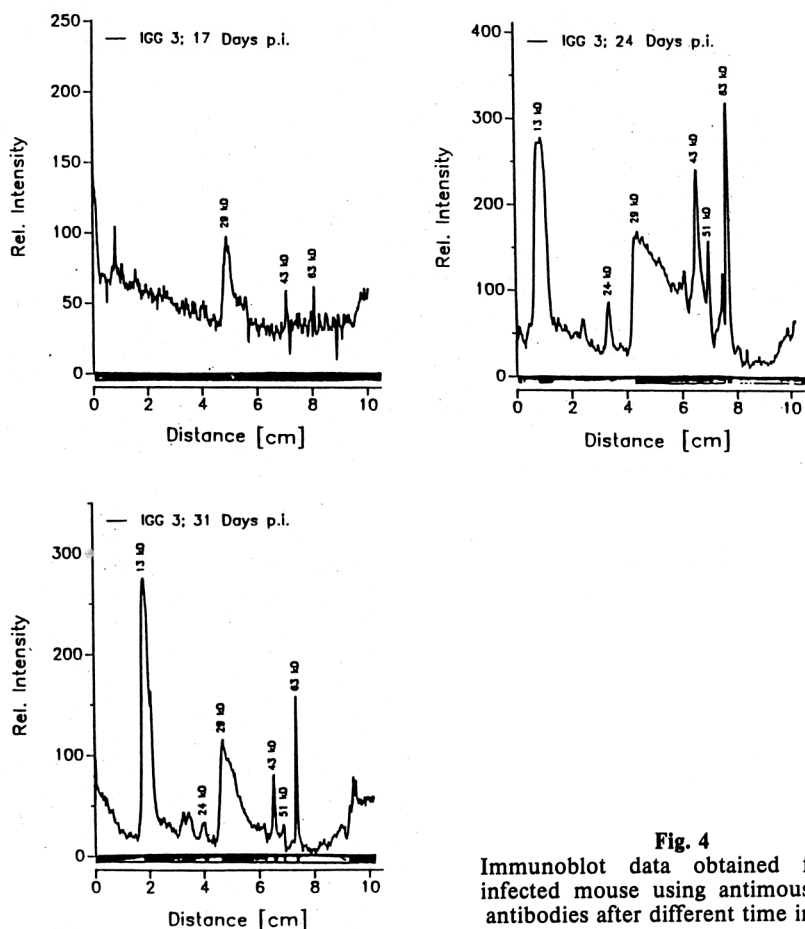 250
200
150
100
50
0
Rel. Intensity
— IGG 3; 17 Days p.i.
29 kD
43 kD
63 kD
0 2 4 6 8 10
Distance [cm]
400
300
200
100
0
Rel. Intensity
— IGG 3; 24 Days p.i.
13 kD
24 kD
29 kD
43 kD
51 kD
63 kD
0 2 4 6 8 10
Distance [cm]
300
200
100
0
Rel. Intensity
— IGG 3; 31 Days p.i.
13 kD
24 kD
29 kD
43 kD
51 kD
63 kD
0 2 4 6 8 10
Distance [cm]
Fig. 4
Immunoblot data obtained f
infected mouse using antimous
antibodies after different time in